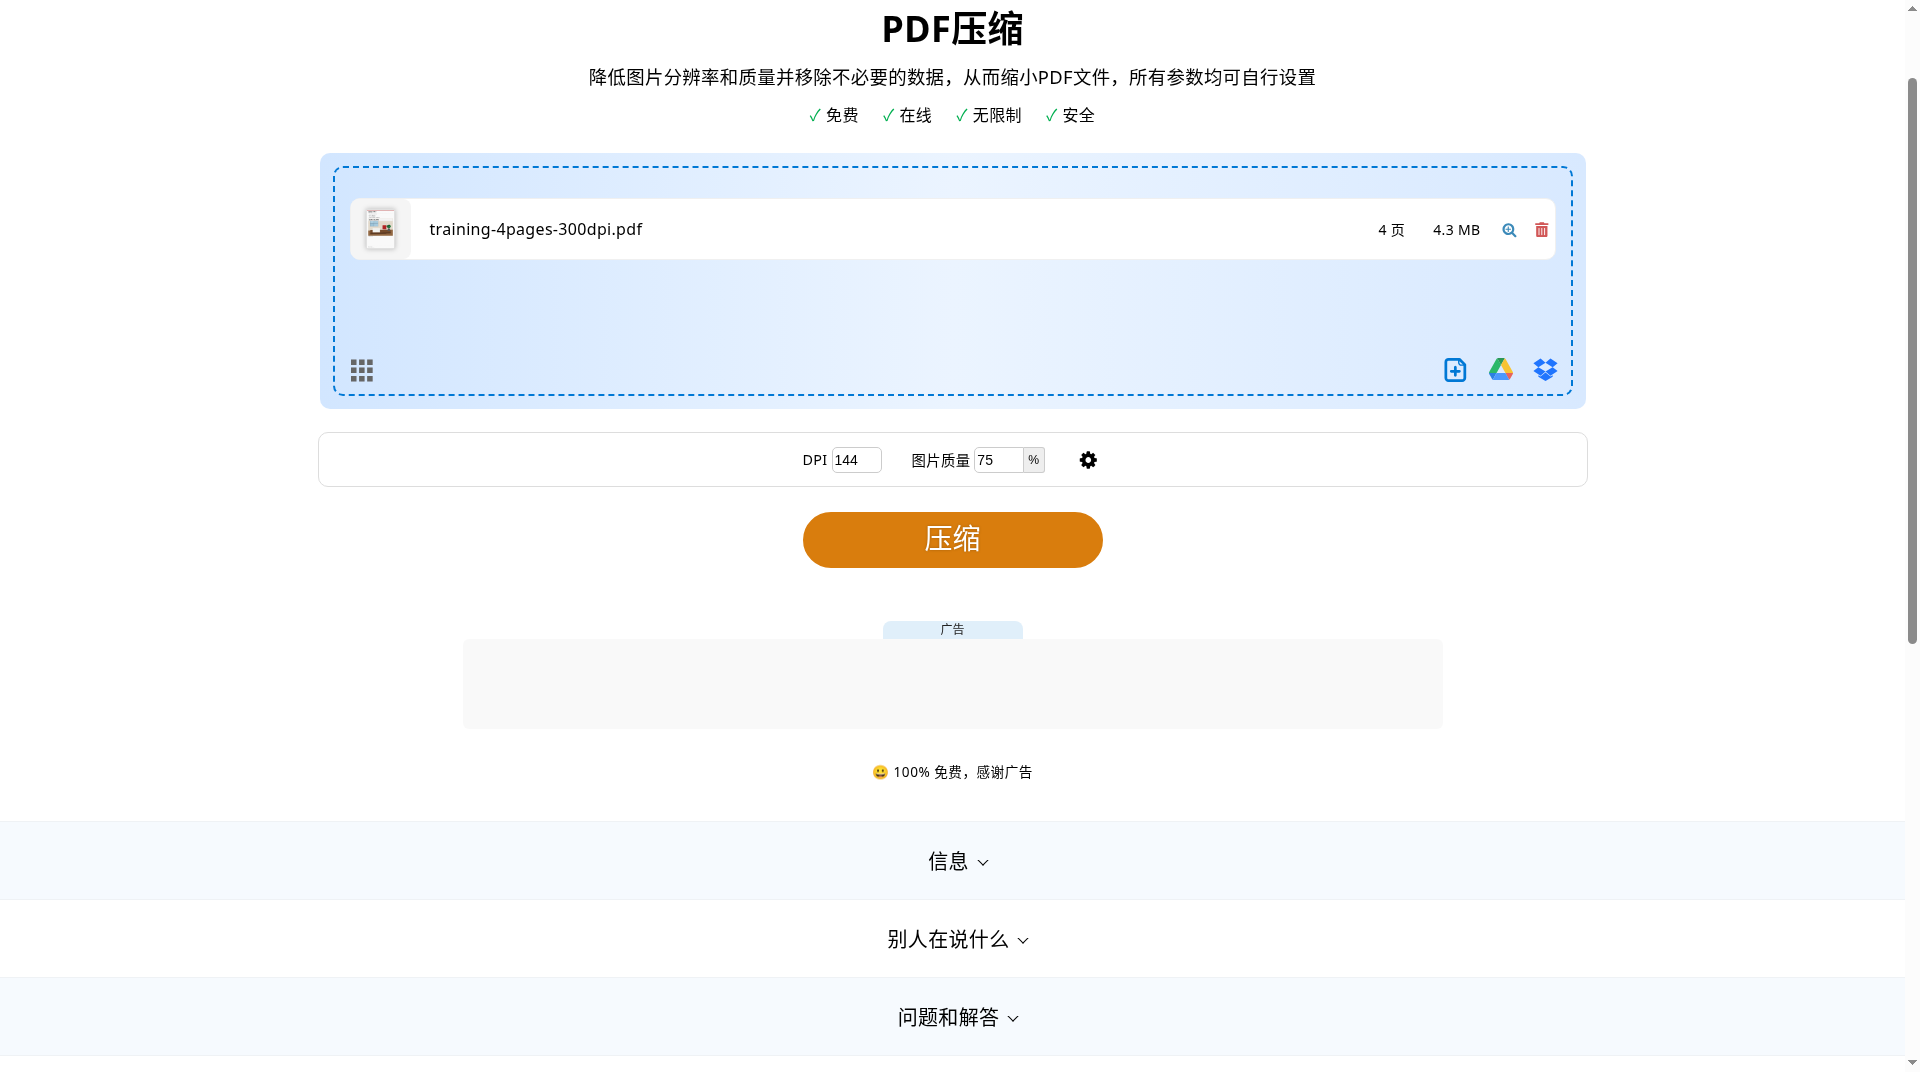 PDF压缩
降低图片分辨率和质量并移除不必要的数据，从而缩小PDF文件，所有参数均可自行设置
✓ 免费 ✓ 在线 ✓ 无限制 ✓ 安全
training-4pages-300dpi.pdf 4 页 4.3 MB
DPI 144 图片质量 75 %
压缩
广告
😀 100% 免费，感谢广告
信息
别人在说什么
问题和解答